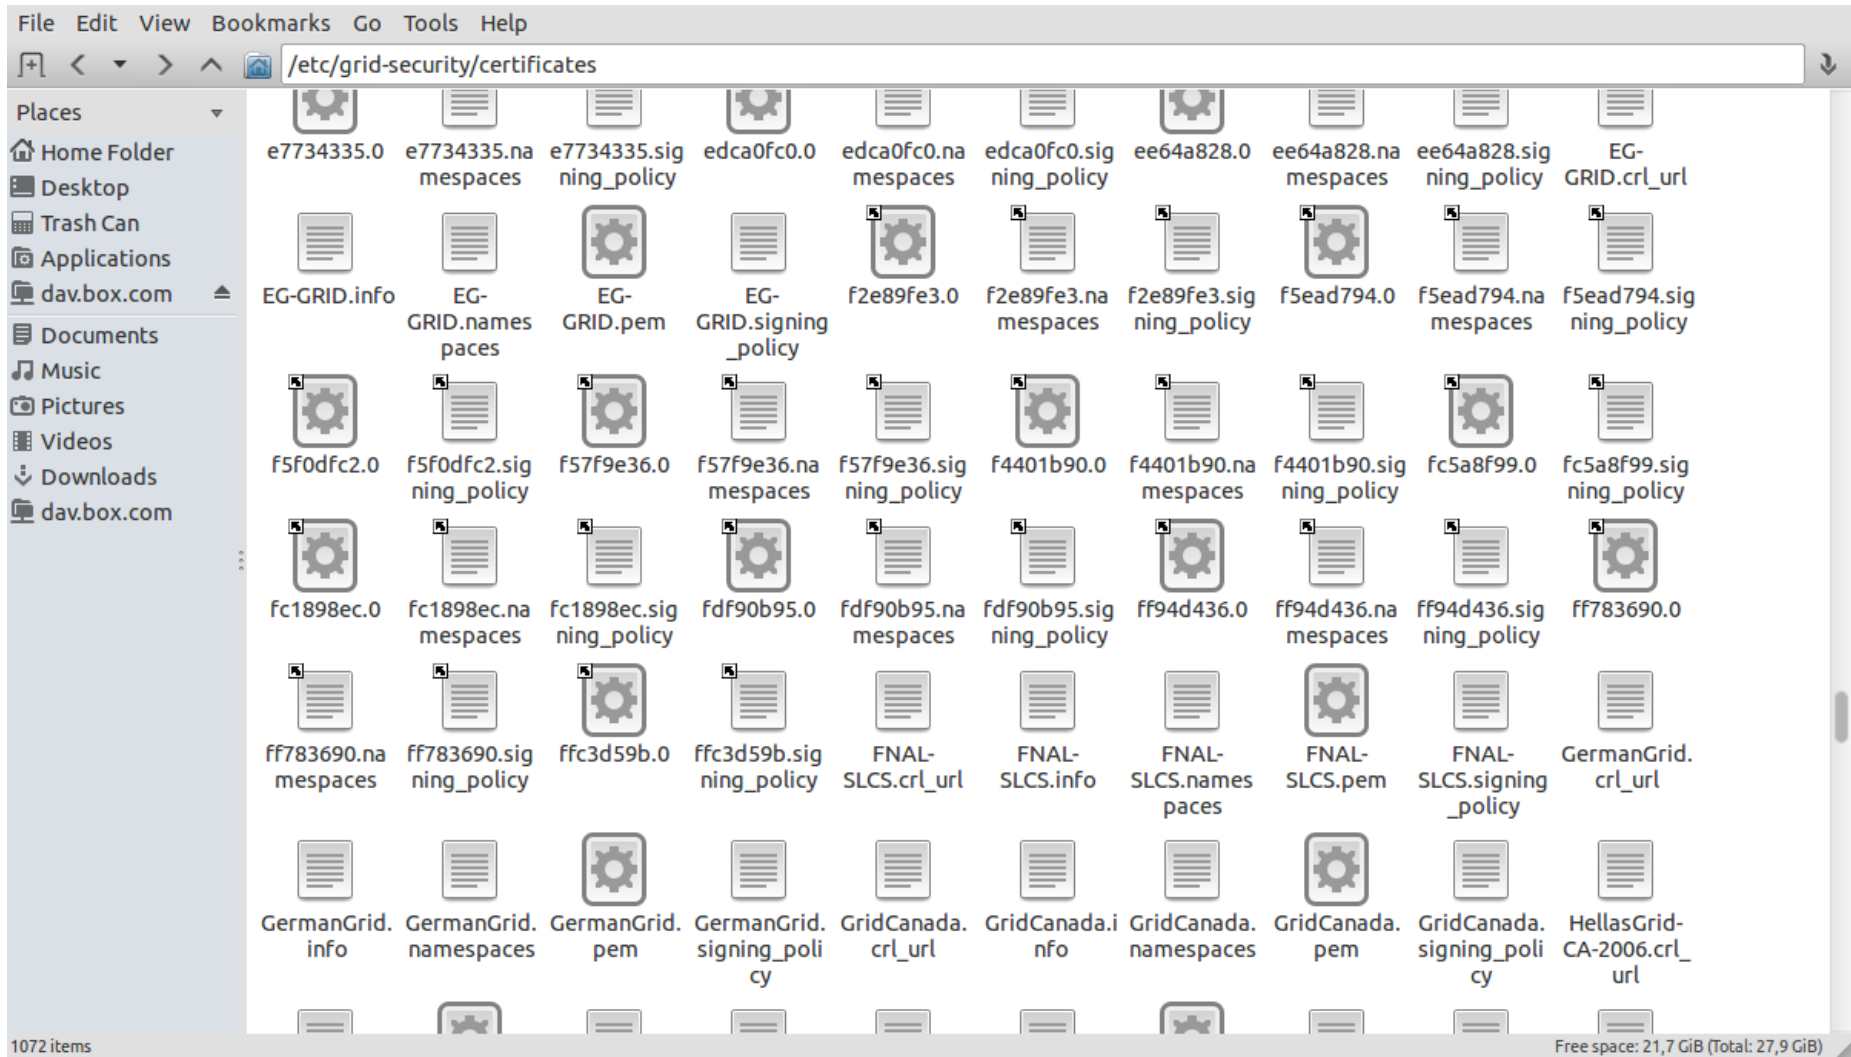 File Edit View Bookmarks Go Tools Help
/etc/grid-security/certificates
Places
Home Folder
Desktop
Trash Can
Applications
dav.box.com
Documents
Music
Pictures
Videos
Downloads
dav.box.com
e7734335.0 e7734335.na e7734335.sig edca0fc0.0 edca0fc0.na edca0fc0.sig ee64a828.0 ee64a828.na ee64a828.sig EG-
mespaces ning_policy mespaces ning_policy mespaces ning_policy GRID.crl_url
EG-GRID.info EG- EG- EG- f2e89fe3.0 f2e89fe3.na f2e89fe3.sig f5ead794.0 f5ead794.na f5ead794.sig
GRID.names GRID.pem GRID.signing mespaces ning_policy mespaces ning_policy
paces _policy
f5f0dfc2.0 f5f0dfc2.sig f57f9e36.0 f57f9e36.na f57f9e36.sig f4401b90.0 f4401b90.na f4401b90.sig fc5a8f99.0 fc5a8f99.sig
ning_policy mespaces ning_policy mespaces ning_policy ning_policy
fc1898ec.0 fc1898ec.na fc1898ec.sig fdf90b95.0 fdf90b95.na fdf90b95.sig ff94d436.0 ff94d436.na ff94d436.sig ff783690.0
mespaces ning_policy mespaces ning_policy mespaces ning_policy
ff783690.na ff783690.sig ffc3d59b.0 ffc3d59b.sig FNAL- FNAL- FNAL- FNAL- FNAL- GermanGrid.
mespaces ning_policy ning_policy SLCS.crl_url SLCS.info SLCS.names SLCS.pem SLCS.signing crl_url
paces _policy
GermanGrid. GermanGrid. GermanGrid. GermanGrid. GridCanada. GridCanada.i GridCanada. GridCanada. GridCanada. HellasGrid-
info namespaces pem signing_poli crl_url nfo namespaces pem signing_poli CA-2006.crl_
cy cy url
1072 items
Free space: 21,7 GiB (Total: 27,9 GiB)